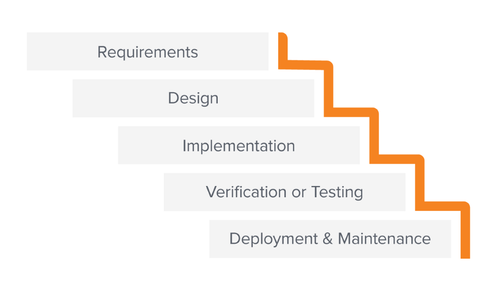 Requirements
Design
Implementation
Verification or Testing
Deployment & Maintenance